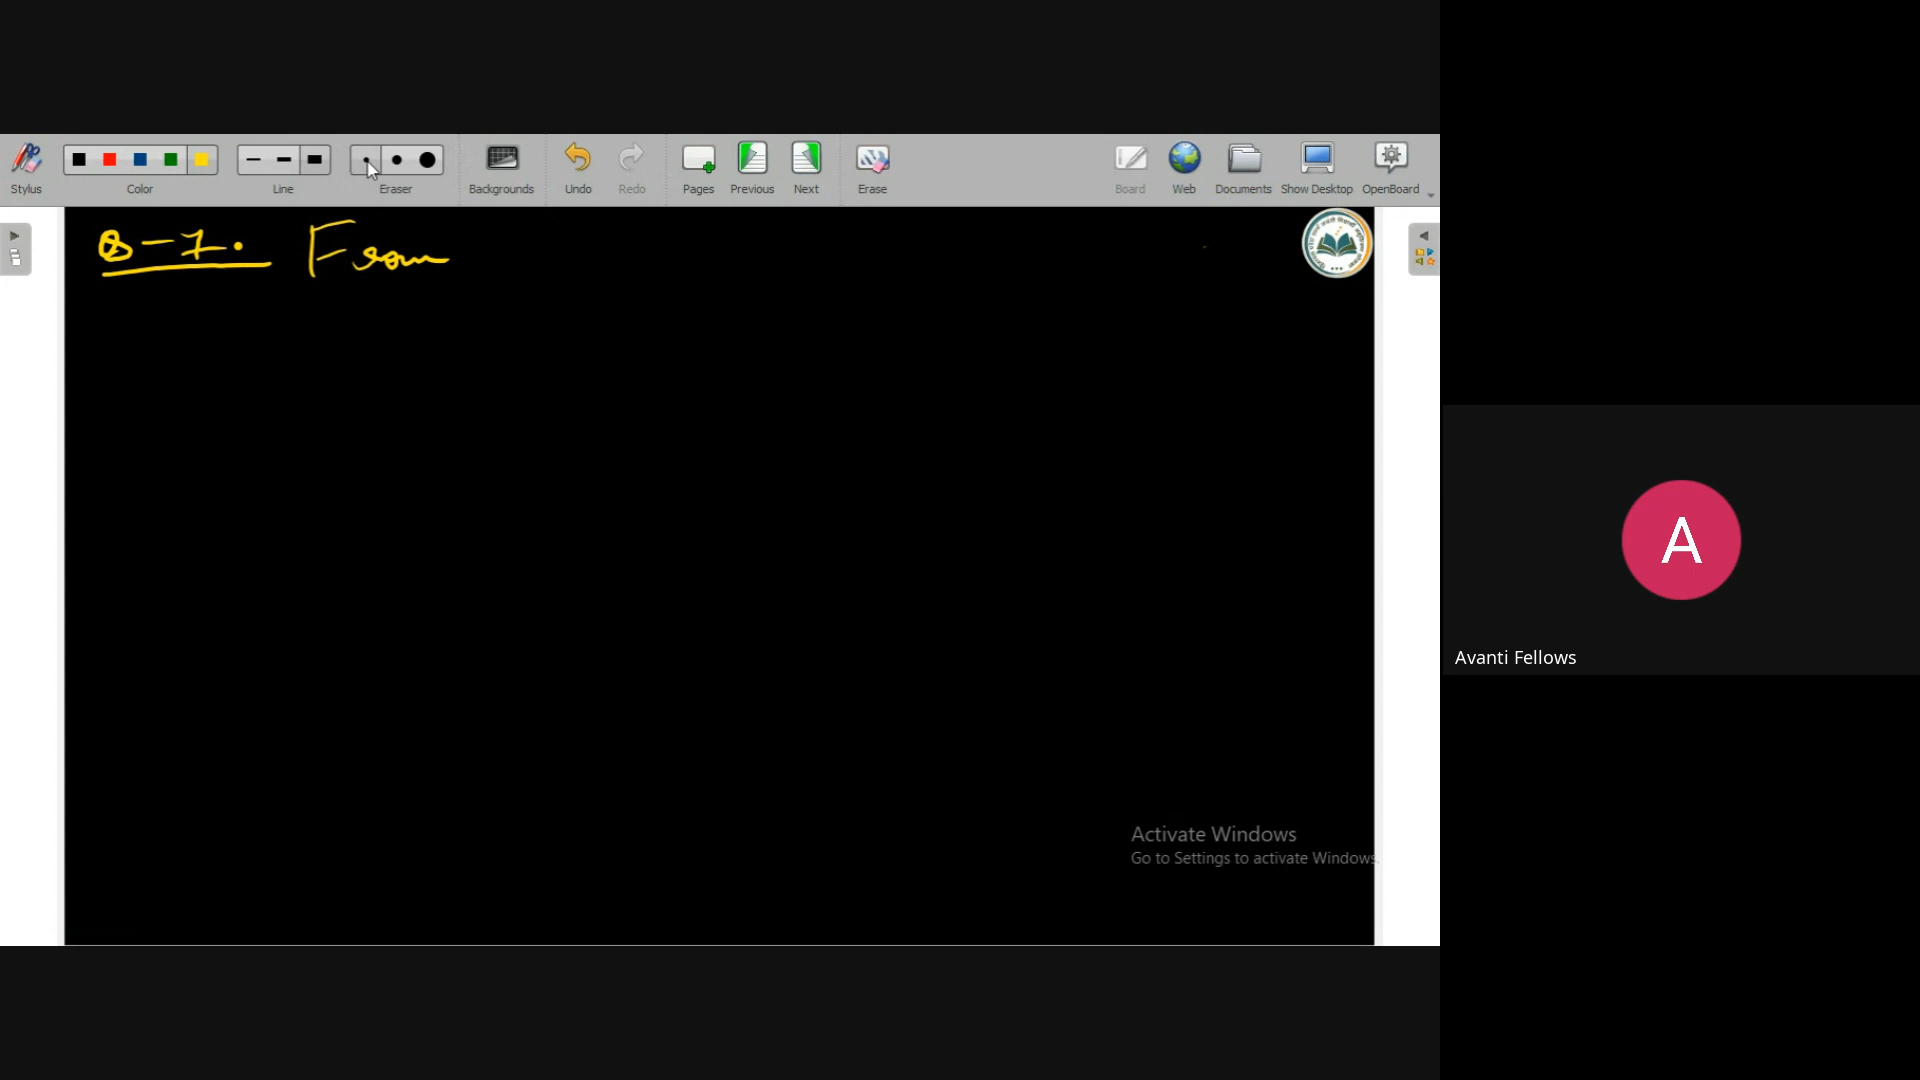 Stylus Color Line Eraser Backgrounds Undo Redo Pages Previous Next Erase Board Web Documents Show Desktop OpenBoard
Q-7. From
A
Avanti Fellows
Activate Windows
Go to Settings to activate Windows.